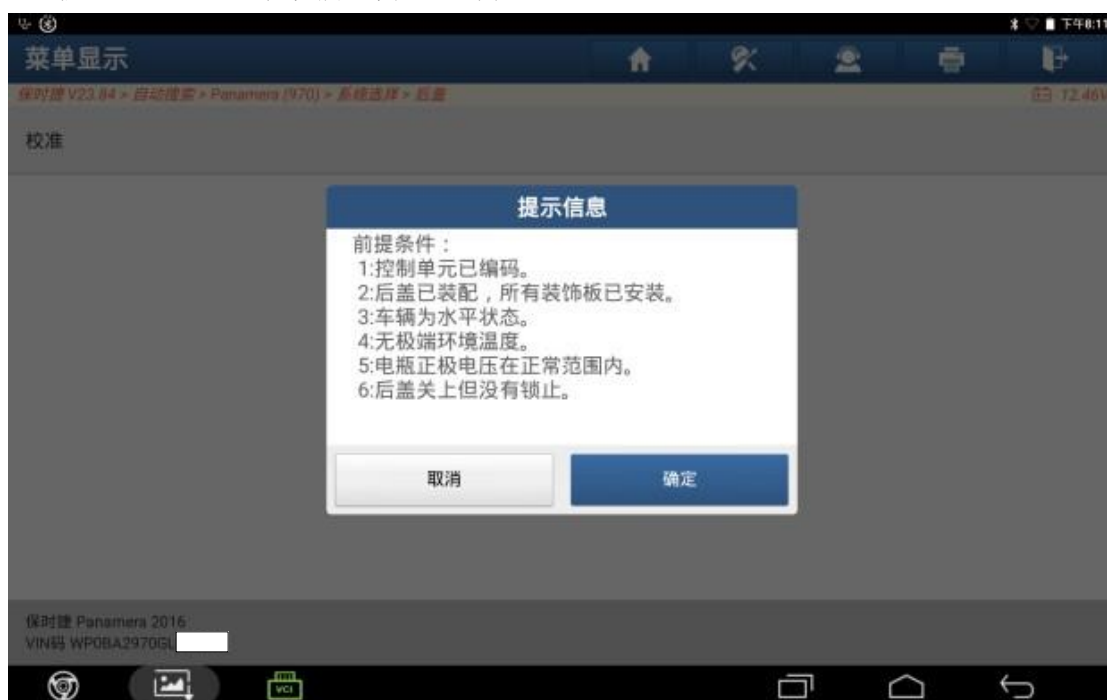 下午8:11
菜单显示
保时捷 V23.84 > 自动搜索 > Panamera (970) > 系统选择 > 后盖
12.46V
校准
提示信息
前提条件：
1:控制单元已编码。
2:后盖已装配，所有装饰板已安装。
3:车辆为水平状态。
4:无极端环境温度。
5:电瓶正极电压在正常范围内。
6:后盖关上但没有锁止。
取消
确定
保时捷 Panamera 2016
VIN码 WP0BA2970GL
VCI